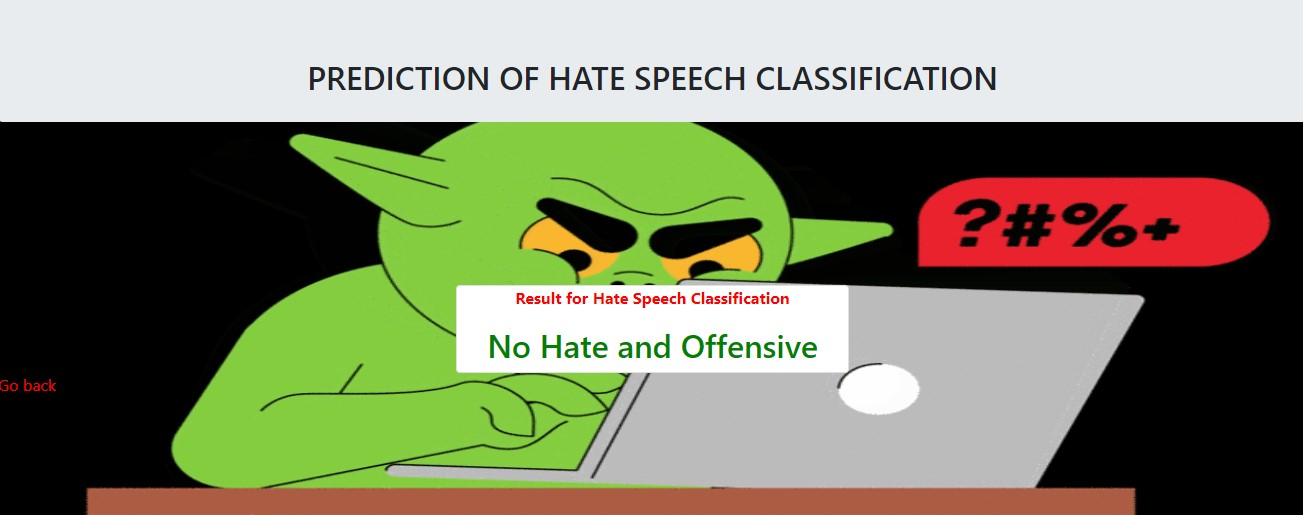 PREDICTION OF HATE SPEECH CLASSIFICATION
?#%+
Result for Hate Speech Classification
No Hate and Offensive
Go back